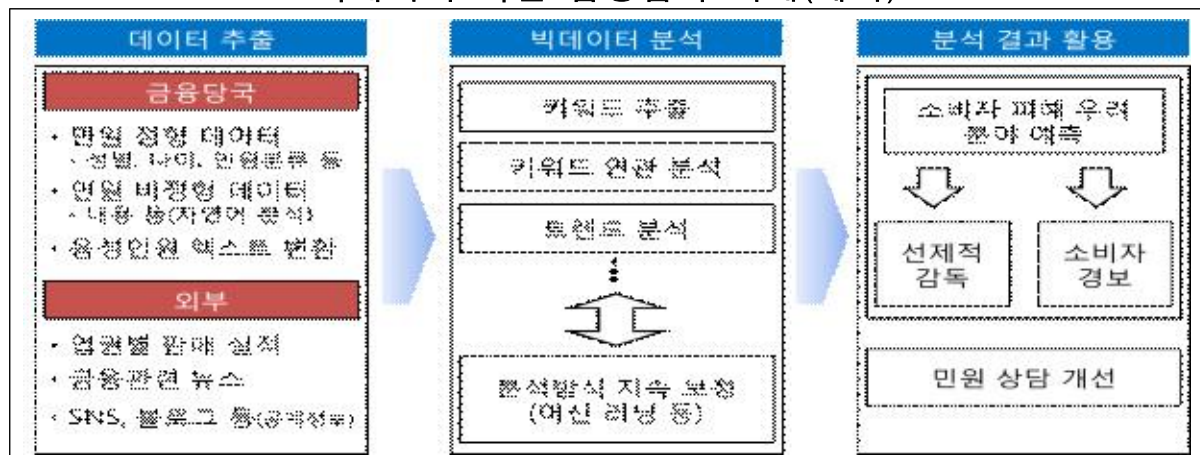 데이터 추출
금융당국
• 민원 정형 데이터
- 성별, 나이, 민원분류 등
• 민원 비정형 데이터
- 내용 등(자연어 분석)
• 음성민원 텍스트 변환
외부
• 업권별 판매 실적
• 금융관련 뉴스
• SNS, 블로그 등(공개정보)
빅데이터 분석
키워드 추출
키워드 연관 분석
트렌드 분석
분석방식 지속 보정
(머신 러닝 등)
분석 결과 활용
소비자 피해 우려
분야 예측
선제적
감독
소비자
경보
민원 상담 개선